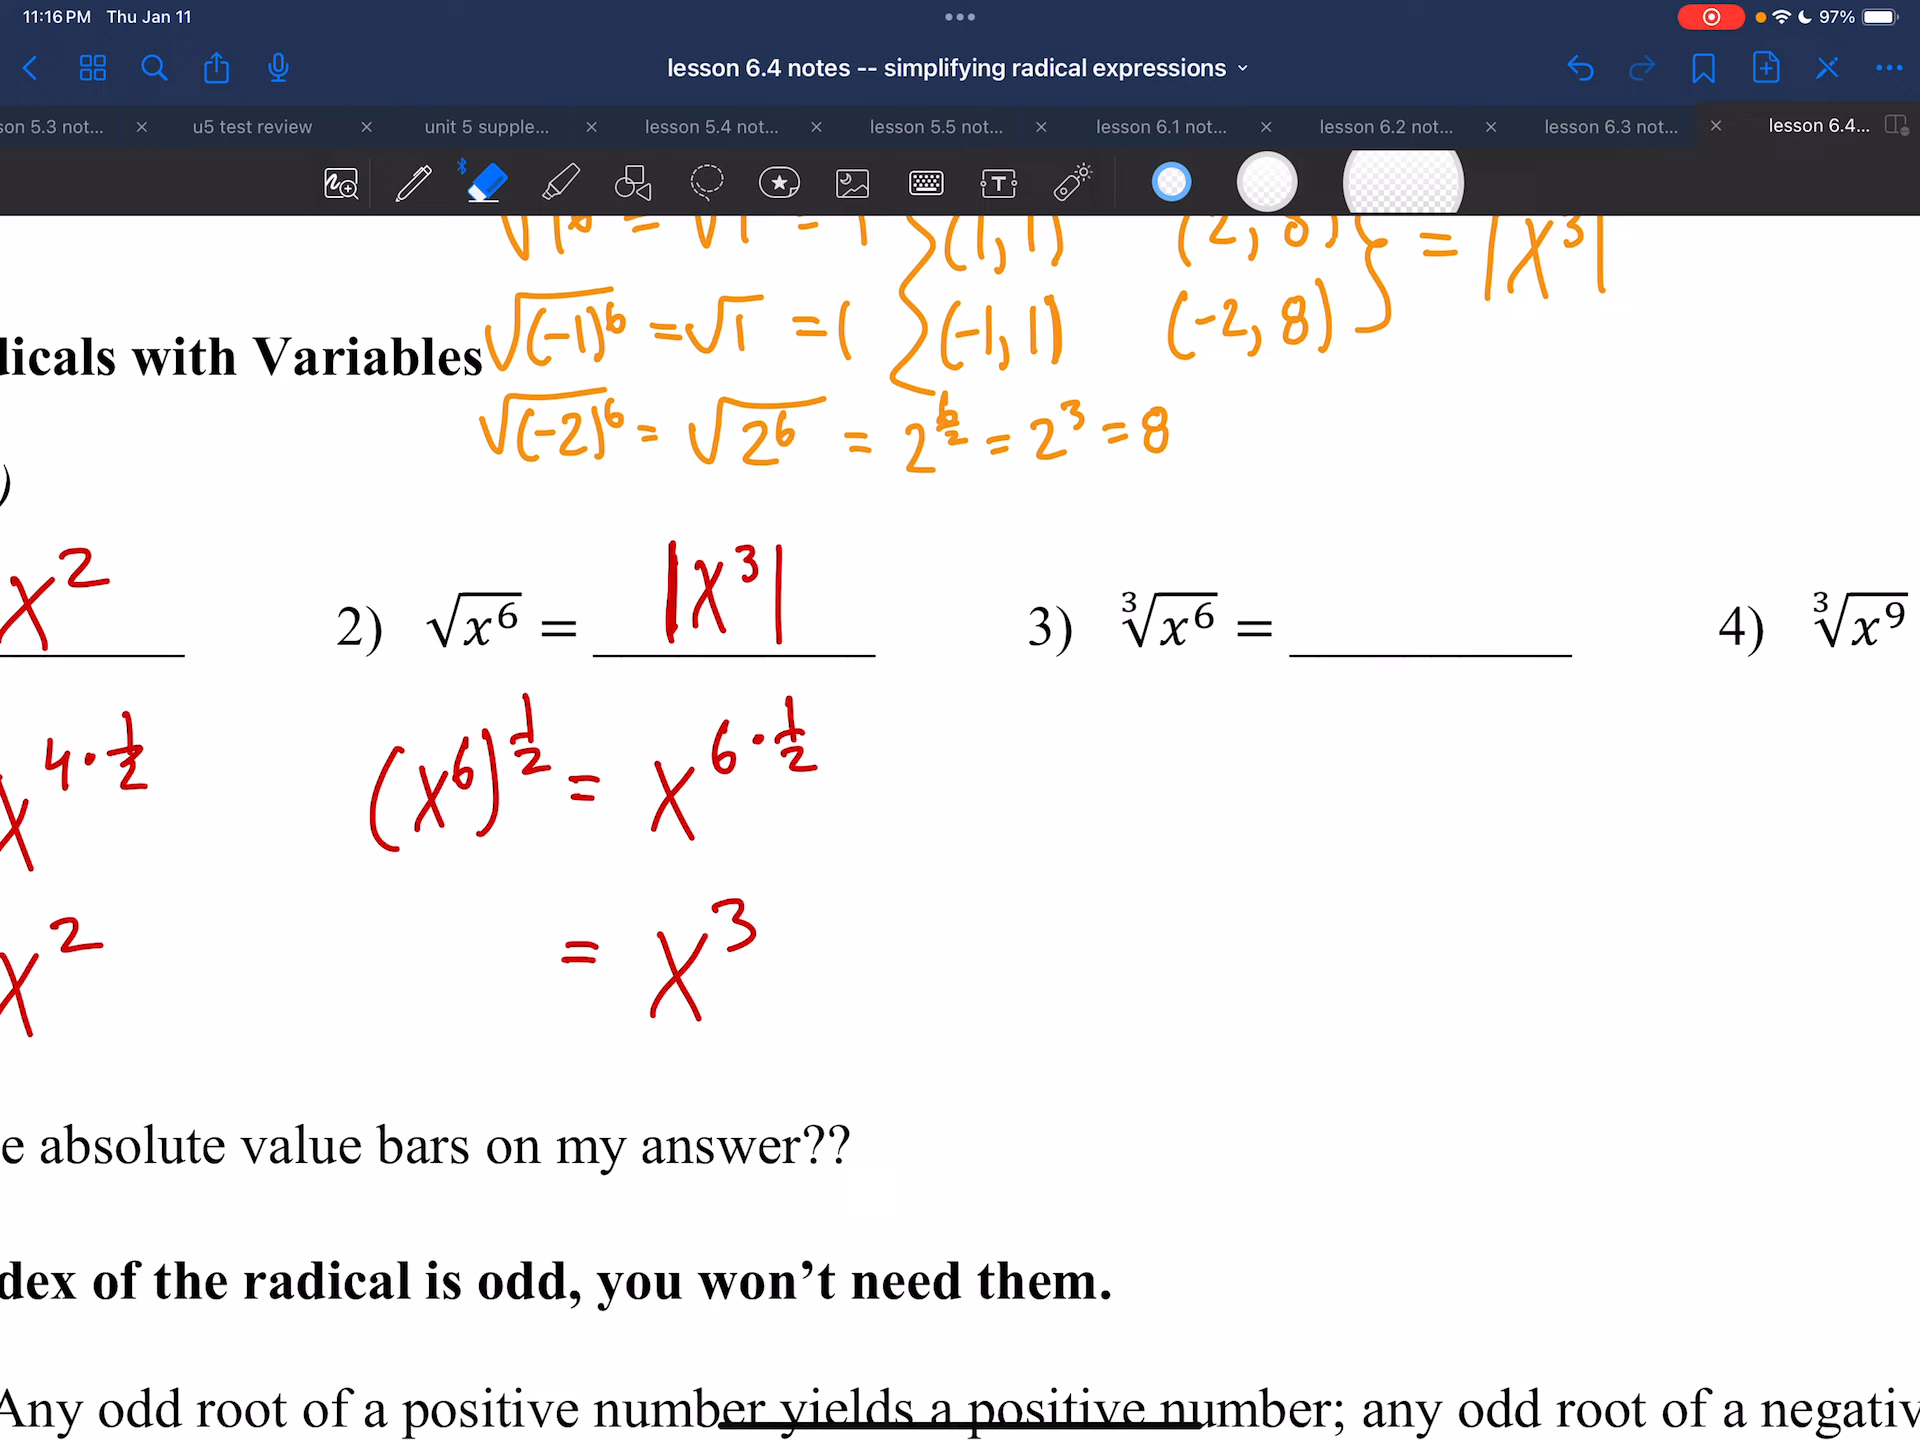 11:16 PM Thu Jan 11 97%
lesson 6.4 notes -- simplifying radical expressions
son 5.3 not... u5 test review unit 5 supple... lesson 5.4 not... lesson 5.5 not... lesson 6.1 not... lesson 6.2 not... lesson 6.3 not... lesson 6.4...
√1⁶ = √1 = 1 (1, 1) (2, 8) } = |x³|
√(-1)⁶ = √1 = 1 (-1, 1) (-2, 8)
licals with Variables
√(-2)⁶ = √2⁶ = 2^(6/2) = 2³ = 8
)
x² 2) √x⁶ = |x³| 3) ∛x⁶ = ________ 4) ∛x⁹
x^(4·1/2) (x⁶)^(1/2) = x^(6·1/2)
x² = x³
e absolute value bars on my answer??
dex of the radical is odd, you won’t need them.
Any odd root of a positive number yields a positive number; any odd root of a negativ